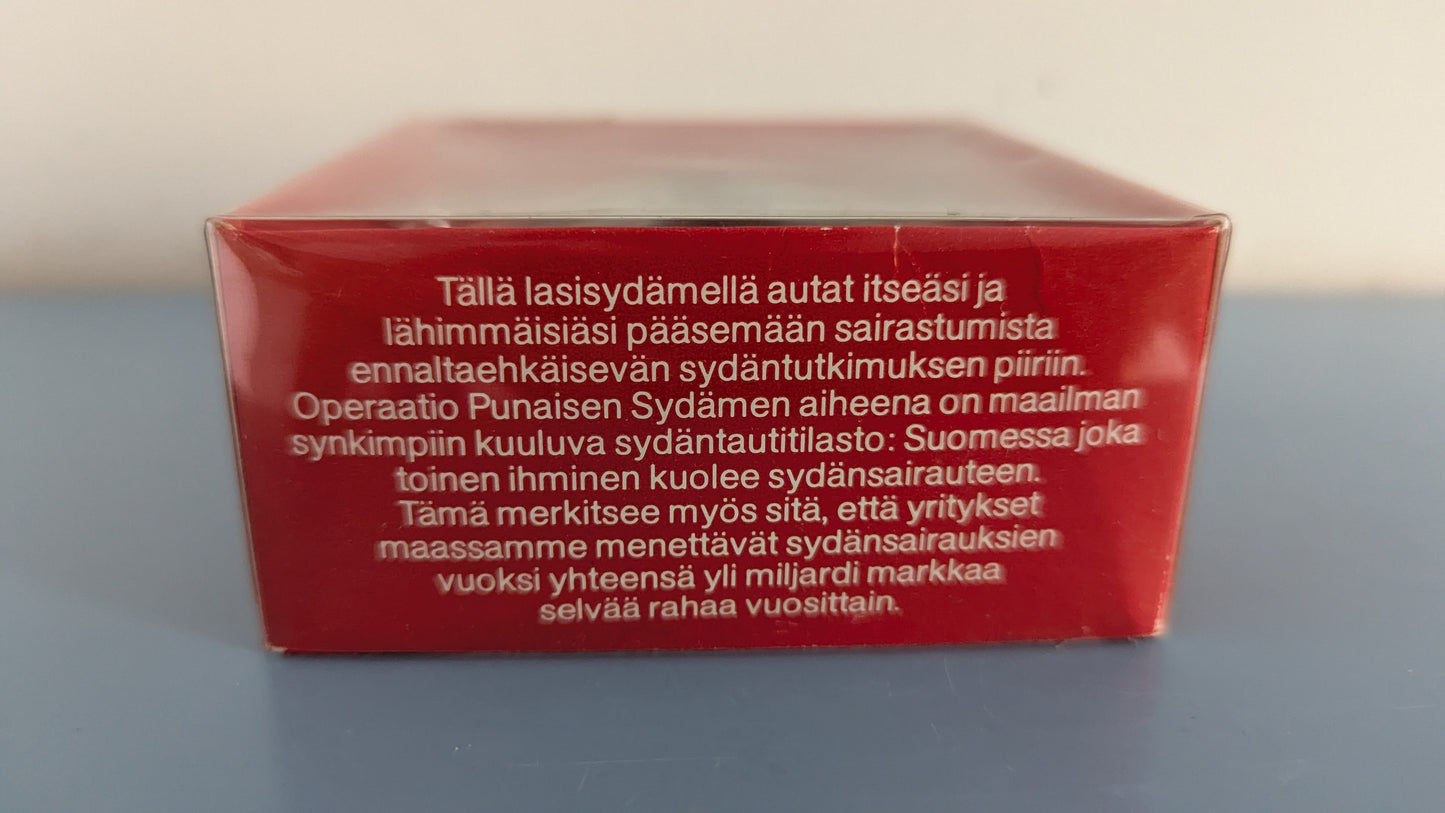 Tällä lasisydämellä autat itseäsi ja
lähimmäisiäsi pääsemään sairastumista
ennaltaehkäisevän sydäntutkimuksen piiriin.
Operaatio Punaisen Sydämen aiheena on maailman
synkimpiin kuuluva sydäntautitilasto: Suomessa joka
toinen ihminen kuolee sydänsairauteen.
Tämä merkitsee myös sitä, että yritykset
maassamme menettävät sydänsairauksien
vuoksi yhteensä yli miljardi markkaa
selvää rahaa vuosittain.